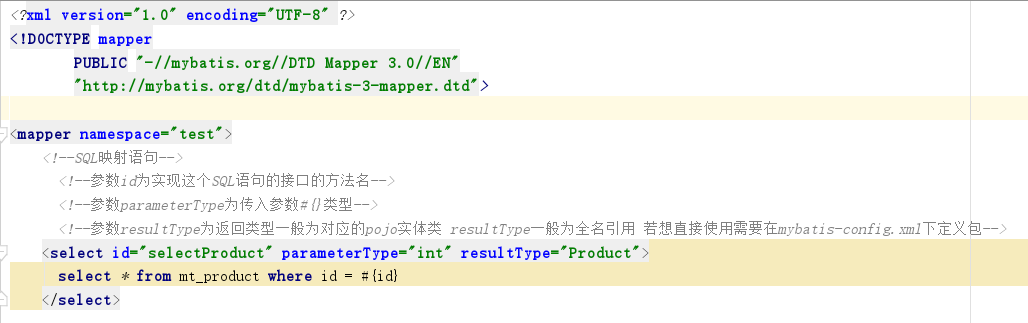 <?xml version="1.0" encoding="UTF-8" ?>
<!DOCTYPE mapper
PUBLIC "-//mybatis.org//DTD Mapper 3.0//EN"
"http://mybatis.org/dtd/mybatis-3-mapper.dtd">
<mapper namespace="test">
<!--SQL映射语句-->
<!--参数id为实现这个SQL语句的接口的方法名-->
<!--参数parameterType为传入参数#{}类型-->
<!--参数resultType为返回类型一般为对应的pojo实体类 resultType一般为全名引用 若想直接使用需要在mybatis-config.xml下定义包-->
<select id="selectProduct" parameterType="int" resultType="Product">
select * from mt_product where id = #{id}
</select>